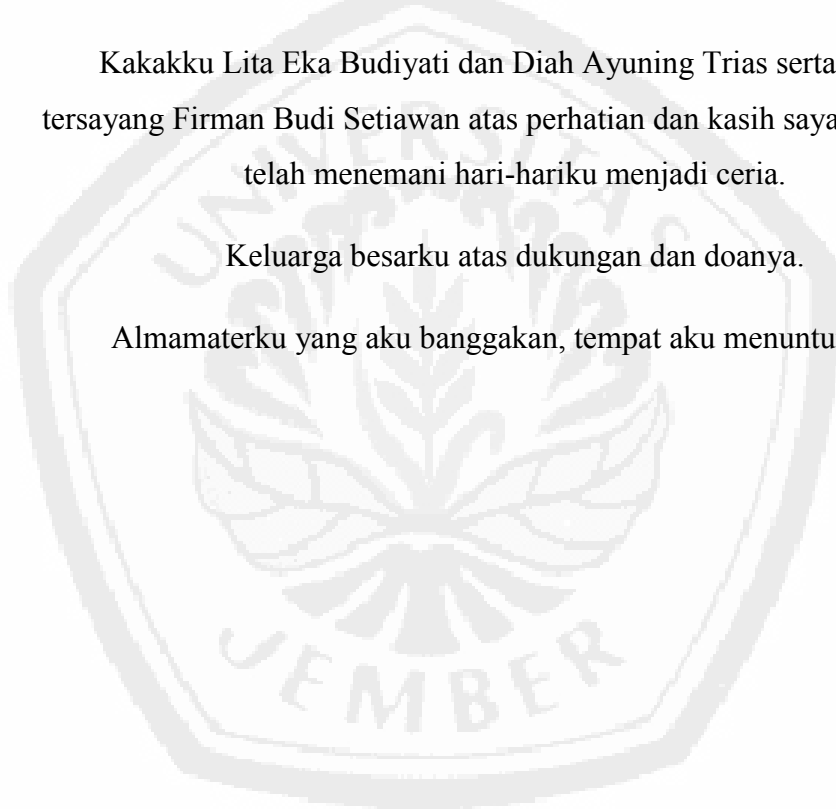 Kakakku Lita Eka Budiyati dan Diah Ayuning Trias serta
tersayang Firman Budi Setiawan atas perhatian dan kasih saya
telah menemani hari-hariku menjadi ceria.
Keluarga besarku atas dukungan dan doanya.
Almamaterku yang aku banggakan, tempat aku menuntu
UNIVERSITAS
JEMBER